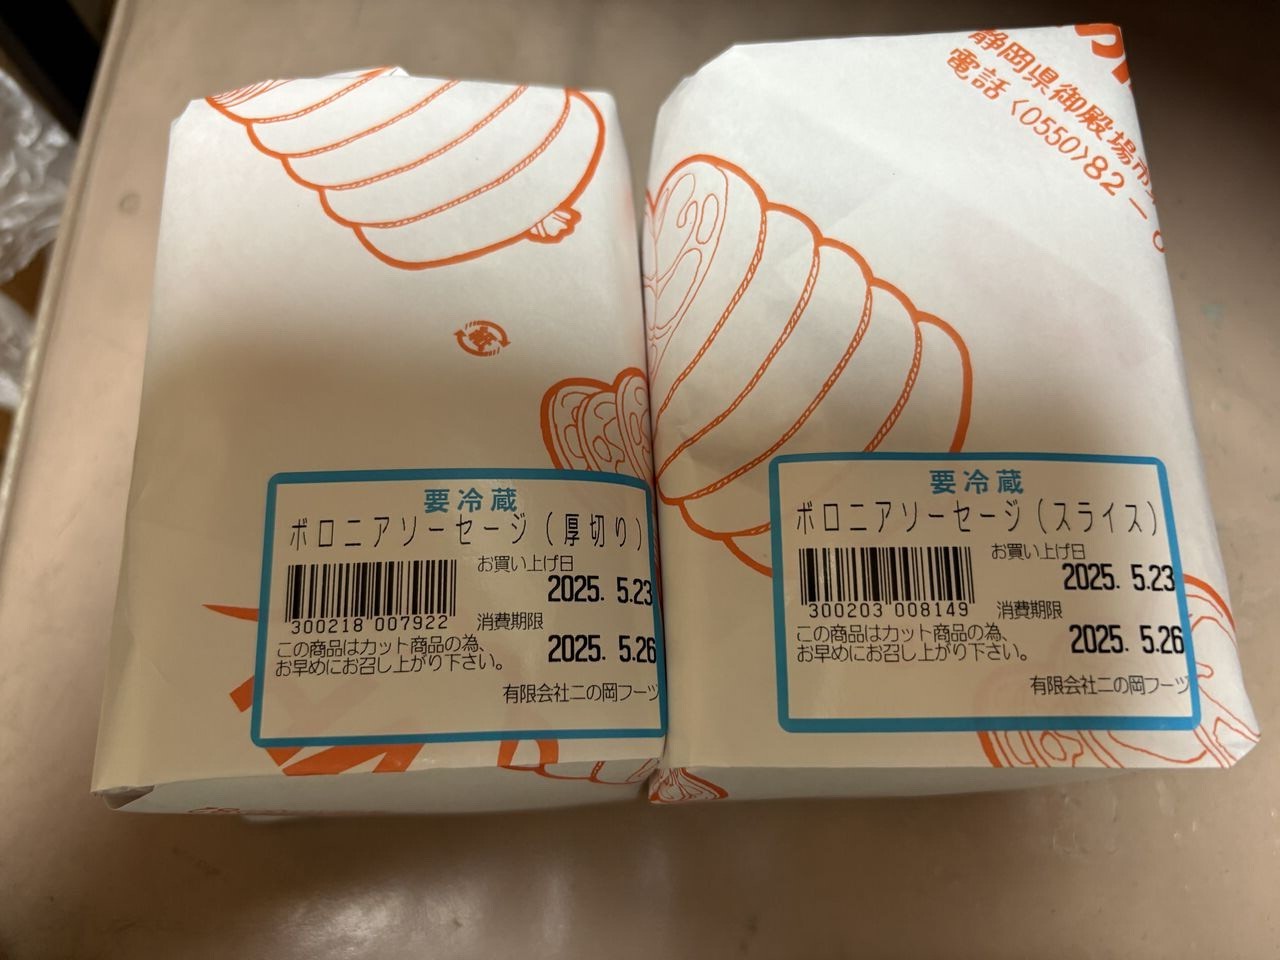 静岡県御殿場市
電話〈0550〉82－
要冷蔵
ボロニアソーセージ(厚切り)
お買い上げ日
2025. 5.23
300218 007922
消費期限
この商品はカット商品の為、
お早めにお召し上がり下さい。
2025. 5.26
有限会社二の岡フーヅ
要冷蔵
ボロニアソーセージ(スライス)
お買い上げ日
2025. 5.23
300203 008149
消費期限
この商品はカット商品の為、
お早めにお召し上がり下さい。
2025. 5.26
有限会社二の岡フーヅ